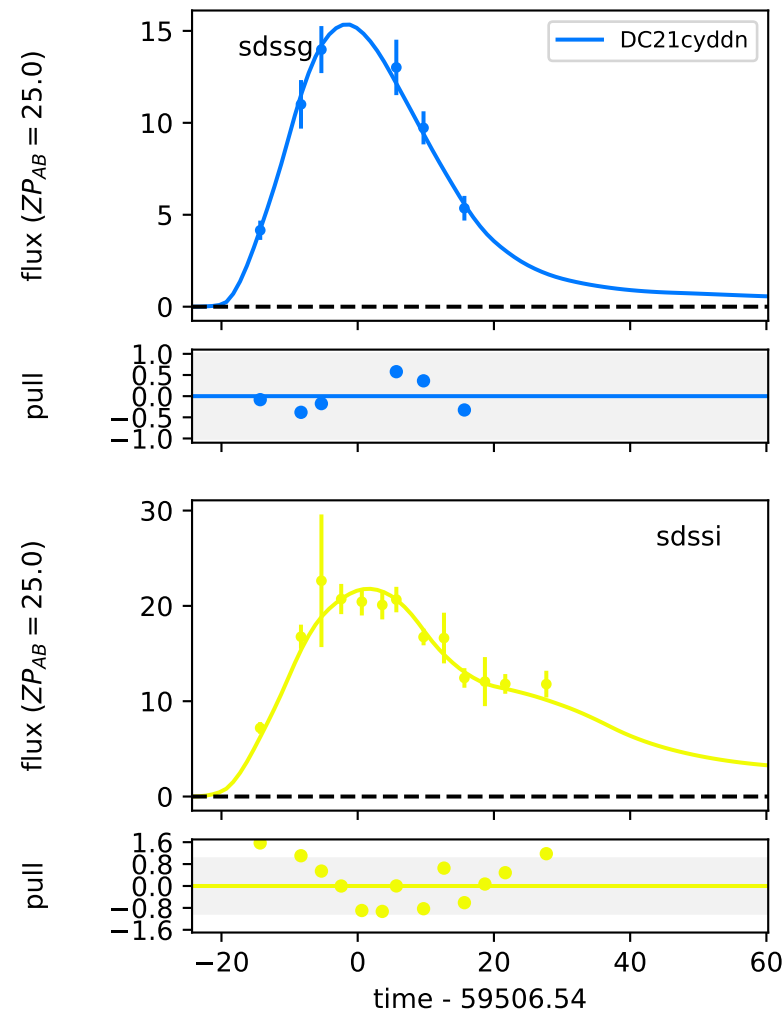 sdssg
DC21cyddn
flux (ZP_AB = 25.0)
15
10
5
0
pull
1.0
0.5
0.0
−0.5
−1.0
sdssi
flux (ZP_AB = 25.0)
30
20
10
0
pull
1.6
0.8
0.0
−0.8
−1.6
−20 0 20 40 60
time - 59506.54